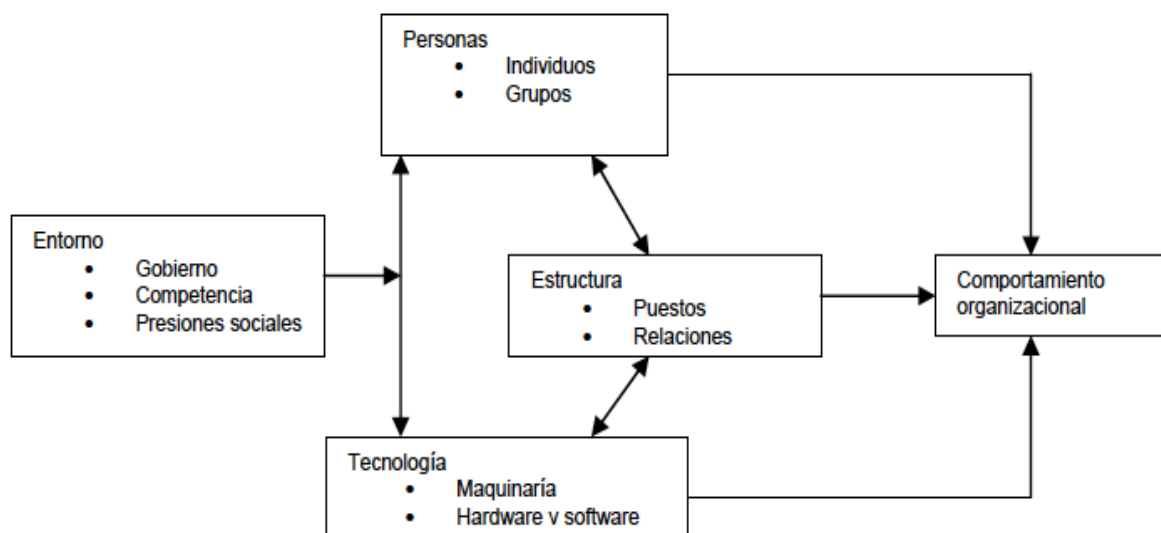 Personas
• Individuos
• Grupos
Entorno
• Gobierno
• Competencia
• Presiones sociales
Estructura
• Puestos
• Relaciones
Comportamiento
organizacional
Tecnología
• Maquinaría
• Hardware v software